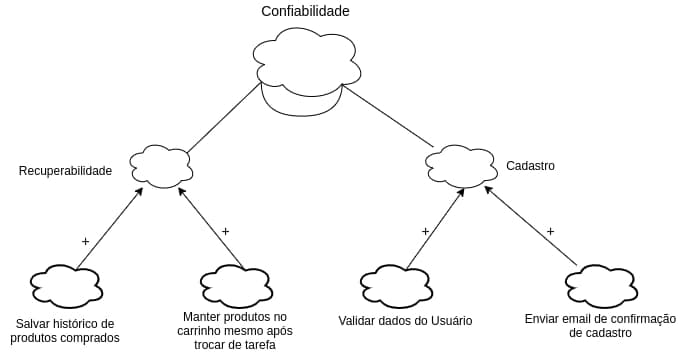 Confiabilidade
Recuperabilidade
Cadastro
+
+
+
+
Salvar histórico de
produtos comprados
Manter produtos no
carrinho mesmo após
trocar de tarefa
Validar dados do Usuário
Enviar email de confirmação
de cadastro